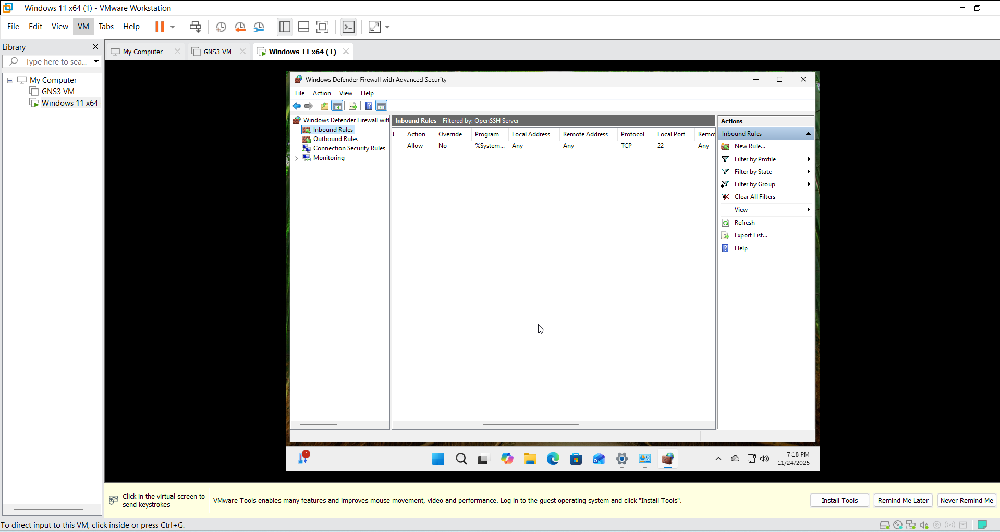 Windows 11 x64 (1) - VMware Workstation
File Edit View VM Tabs Help
Library
Type here to sea...
My Computer
GNS3 VM
Windows 11 x64
My Computer
GNS3 VM
Windows 11 x64 (1)
Windows Defender Firewall with Advanced Security
File Action View Help
Windows Defender Firewall with
Inbound Rules
Outbound Rules
Connection Security Rules
Monitoring
Inbound Rules Filtered by: OpenSSH Server
Action Override Program Local Address Remote Address Protocol Local Port Remo
Allow No %System... Any Any TCP 22 Any
Actions
Inbound Rules
New Rule...
Filter by Profile
Filter by State
Filter by Group
Clear All Filters
View
Refresh
Export List...
Help
1
7:18 PM
11/24/2025
Click in the virtual screen to
send keystrokes
VMware Tools enables many features and improves mouse movement, video and performance. Log in to the guest operating system and click "Install Tools".
Install Tools
Remind Me Later
Never Remind Me
To direct input to this VM, click inside or press Ctrl+G.